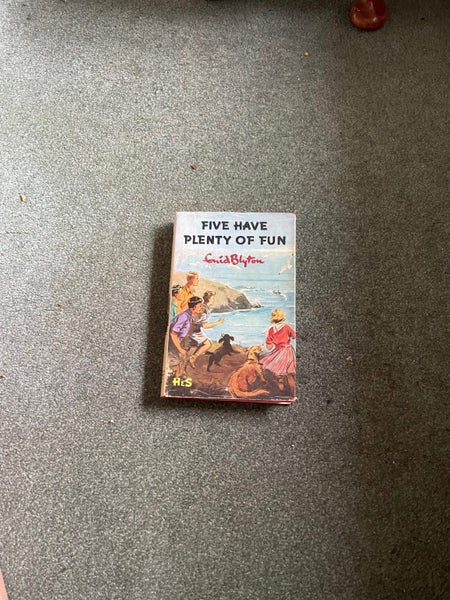 FIVE HAVE
PLENTY OF FUN
Enid Blyton
H&S